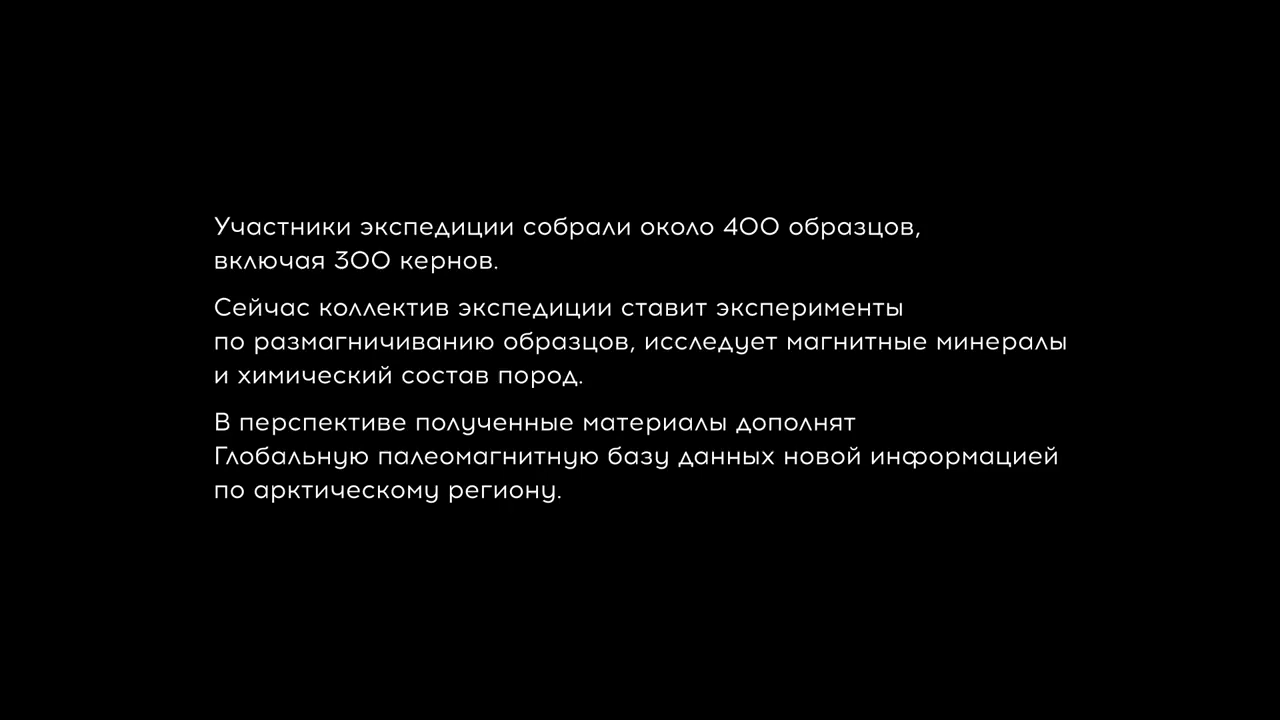 Участники экспедиции собрали около 400 образцов,
включая 300 кернов.
Сейчас коллектив экспедиции ставит эксперименты
по размагничиванию образцов, исследует магнитные минералы
и химический состав пород.
В перспективе полученные материалы дополнят
Глобальную палеомагнитную базу данных новой информацией
по арктическому региону.